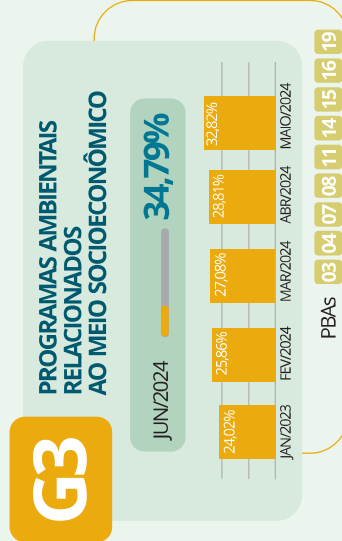 G3
PROGRAMAS AMBIENTAIS
RELACIONADOS
AO MEIO SOCIOECONÔMICO
JUN/2024 34,79%
24,02% 25,86% 27,08% 28,81% 32,82%
JAN/2023 FEV/2024 MAR/2024 ABR/2024 MAIO/2024
PBAs 03 04 07 08 11 14 15 16 19